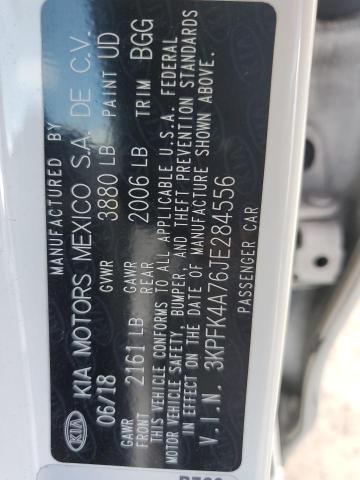 MANUFACTURED BY
KIA KIA MOTORS MEXICO S.A. DE C.V.
06/18 GVWR 3880 LB PAINT UD
GAWR FRONT 2161 LB GAWR REAR 2006 LB TRIM BGG
THIS VEHICLE CONFORMS TO ALL APPLICABLE U.S.A. FEDERAL
MOTOR VEHICLE SAFETY, BUMPER, AND THEFT PREVENTION STANDARDS
IN EFFECT ON THE DATE OF MANUFACTURE SHOWN ABOVE.
V.I.N. 3KPFK4A76JE284556
PASSENGER CAR